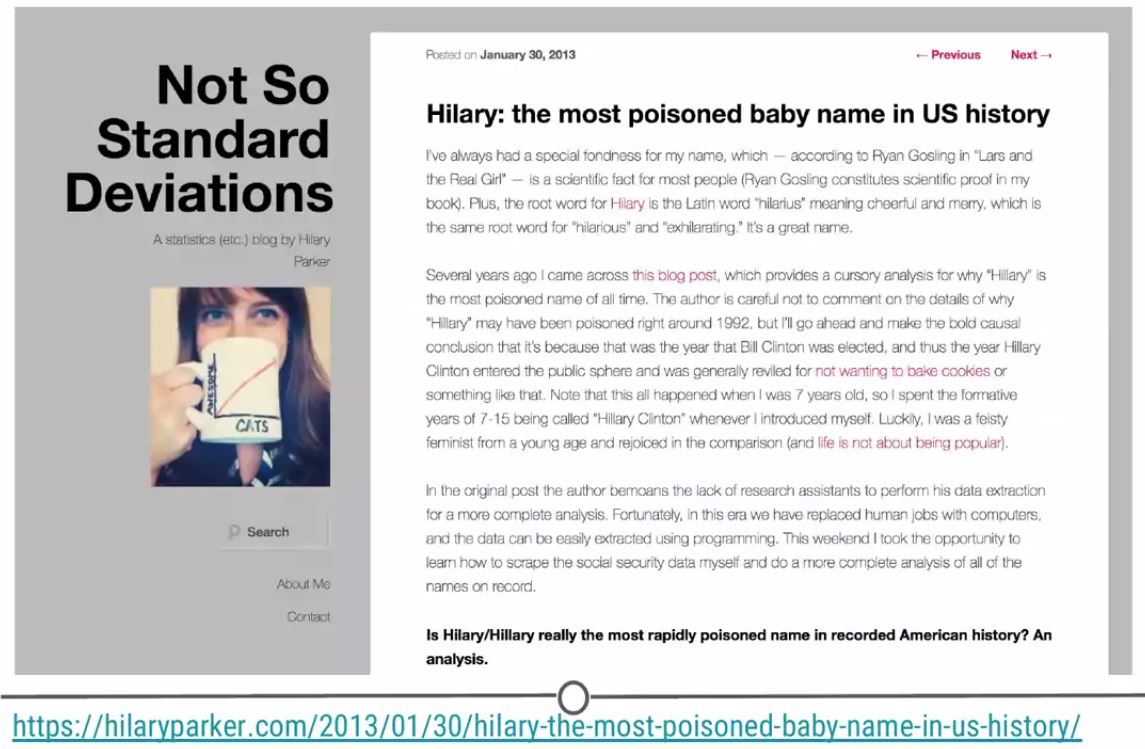 Not So
Standard
Deviations
A statistics (etc.) blog by Hilary
Parker
AWESOME
CATS
Search
About Me
Contact
Posted on January 30, 2013
← Previous
Next →
Hilary: the most poisoned baby name in US history
I've always had a special fondness for my name, which — according to Ryan Gosling in "Lars and
the Real Girl" — is a scientific fact for most people (Ryan Gosling constitutes scientific proof in my
book). Plus, the root word for Hilary is the Latin word "hilarius" meaning cheerful and merry, which is
the same root word for "hilarious" and "exhilarating." It's a great name.
Several years ago I came across this blog post, which provides a cursory analysis for why "Hillary" is
the most poisoned name of all time. The author is careful not to comment on the details of why
"Hillary" may have been poisoned right around 1992, but I'll go ahead and make the bold causal
conclusion that it's because that was the year that Bill Clinton was elected, and thus the year Hillary
Clinton entered the public sphere and was generally reviled for not wanting to bake cookies or
something like that. Note that this all happened when I was 7 years old, so I spent the formative
years of 7-15 being called "Hillary Clinton" whenever I introduced myself. Luckily, I was a feisty
feminist from a young age and rejoiced in the comparison (and life is not about being popular).
In the original post the author bemoans the lack of research assistants to perform his data extraction
for a more complete analysis. Fortunately, in this era we have replaced human jobs with computers,
and the data can be easily extracted using programming. This weekend I took the opportunity to
learn how to scrape the social security data myself and do a more complete analysis of all of the
names on record.
Is Hilary/Hillary really the most rapidly poisoned name in recorded American history? An
analysis.
https://hilaryparker.com/2013/01/30/hilary-the-most-poisoned-baby-name-in-us-history/